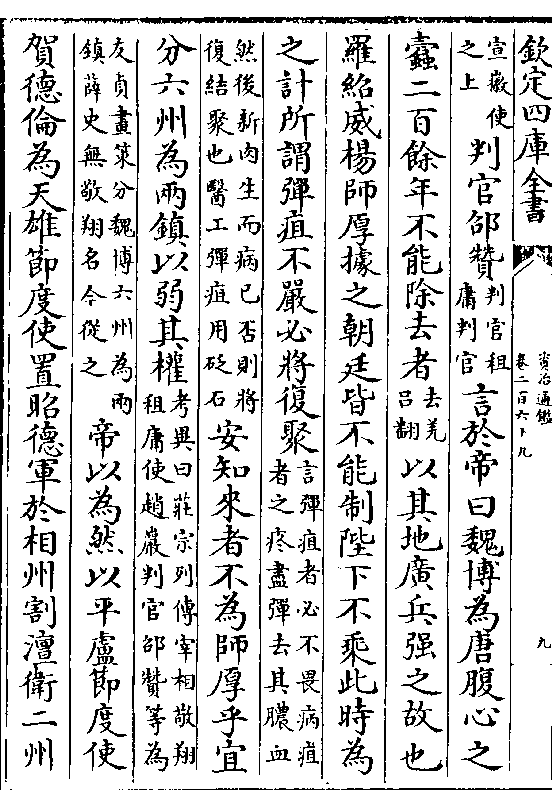 欽定四庫全書
資治通鑑
卷二百六十九
九
宣徽使之上判官邵贊判官租庸判官言於帝曰魏博為唐腹心之
蠹二百餘年不能除去者去羌吕翻以其地廣兵强之故也
羅紹威楊師厚據之朝廷皆不能制陛下不乘此時為
之計所謂彈疽不嚴必將復聚言彈疽者必不畏病疽者之疼盡彈去其膿血
然後新肉生而病已否則將復結聚也醫工彈疽用砭石安知來者不為師厚乎宜
分六州為兩鎮以弱其權考異曰莊宗列傳宰相敬翔租庸使趙巖判官邵贊等為
友貞畫策分魏博六州為兩鎮薛史無敬翔名今從之帝以為然以平盧節度使
賀德倫為天雄節度使置昭德軍於相州割澶衛二州